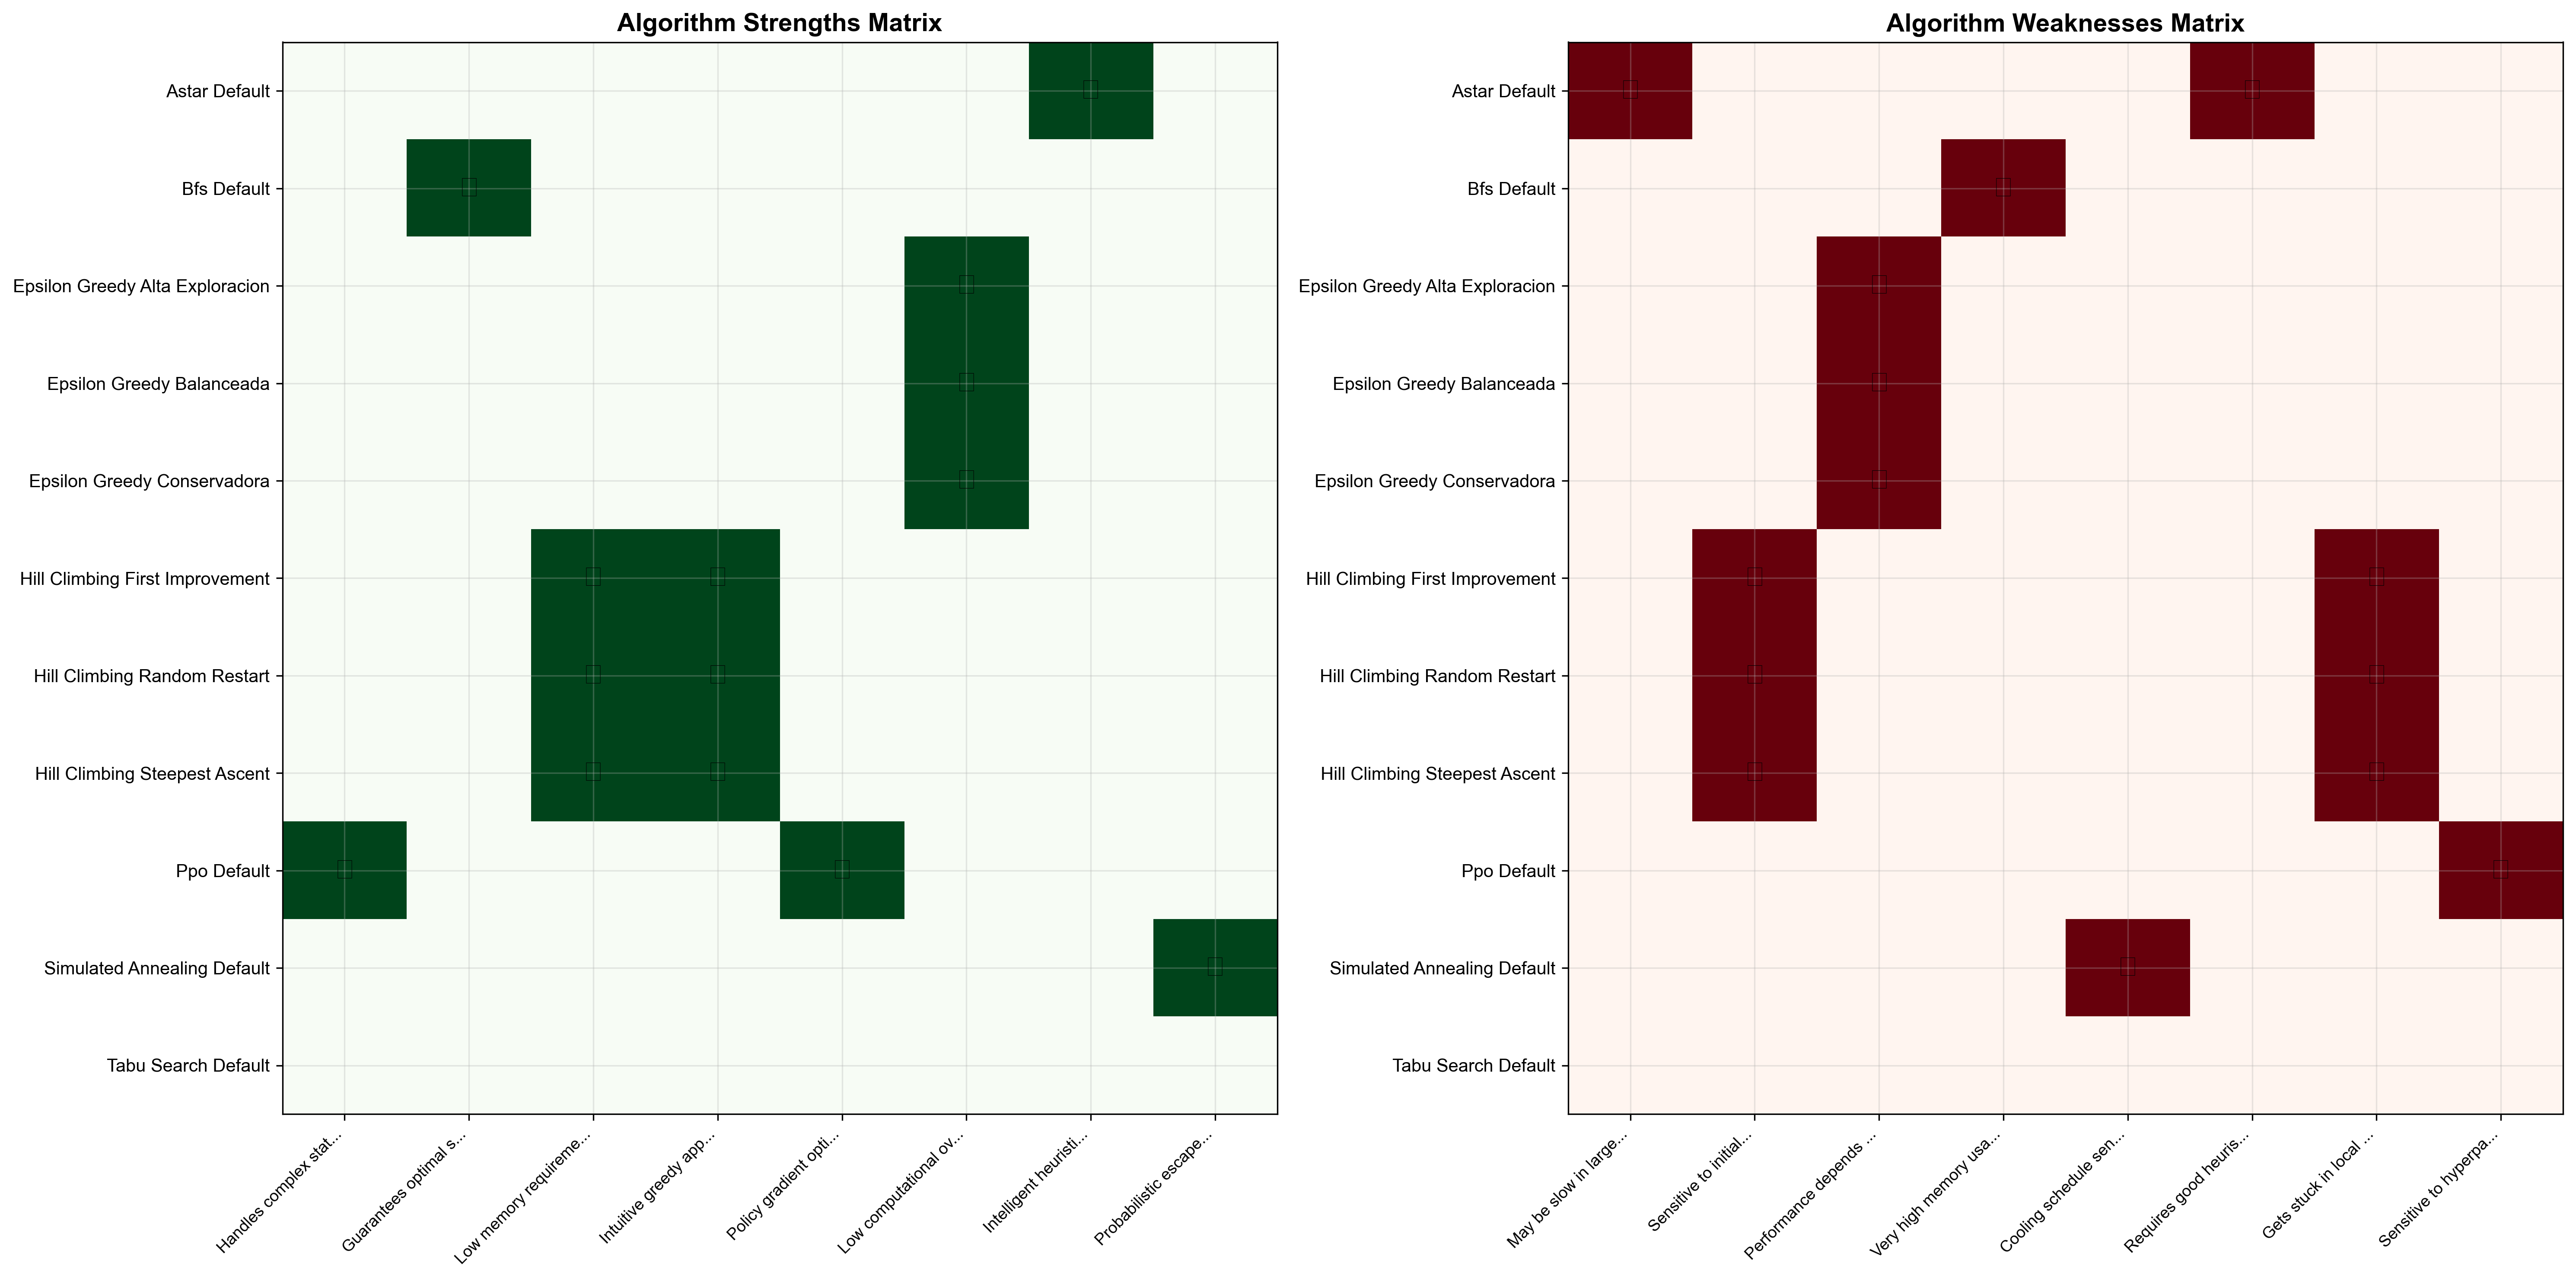 Algorithm Strengths Matrix
Astar Default
Bfs Default
Epsilon Greedy Alta Exploracion
Epsilon Greedy Balanceada
Epsilon Greedy Conservadora
Hill Climbing First Improvement
Hill Climbing Random Restart
Hill Climbing Steepest Ascent
Ppo Default
Simulated Annealing Default
Tabu Search Default
Handles complex stat...
Guarantees optimal s...
Low memory requireme...
Intuitive greedy app...
Policy gradient opti...
Low computational ov...
Intelligent heuristi...
Probabilistic escape...
Algorithm Weaknesses Matrix
Astar Default
Bfs Default
Epsilon Greedy Alta Exploracion
Epsilon Greedy Balanceada
Epsilon Greedy Conservadora
Hill Climbing First Improvement
Hill Climbing Random Restart
Hill Climbing Steepest Ascent
Ppo Default
Simulated Annealing Default
Tabu Search Default
May be slow in large...
Sensitive to initial...
Performance depends ...
Very high memory usa...
Cooling schedule sen...
Requires good heuris...
Gets stuck in local ...
Sensitive to hyperpa...